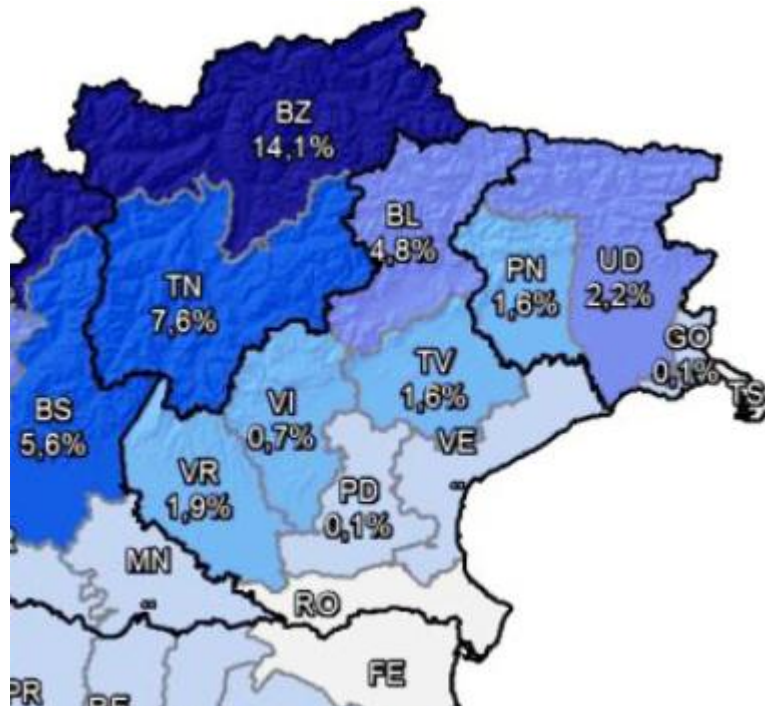 BZ
14,1%
BL
4,8%
PN
1,6%
UD
2,2%
TN
7,6%
GO
0,1%
TS
TV
1,6%
VI
0,7%
BS
5,6%
VE
..
VR
1,9%
PD
0,1%
MN
..
RO
FE
PR